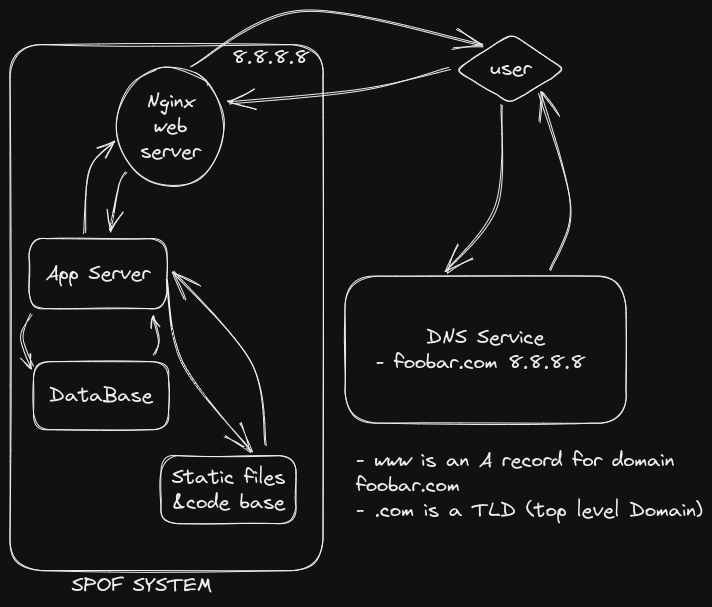 8.8.8.8
user
Nginx
web
server
App Server
DataBase
Static files
&code base
DNS Service
- foobar.com 8.8.8.8
- www is an A record for domain
foobar.com
- .com is a TLD (top level Domain)
SPOF SYSTEM